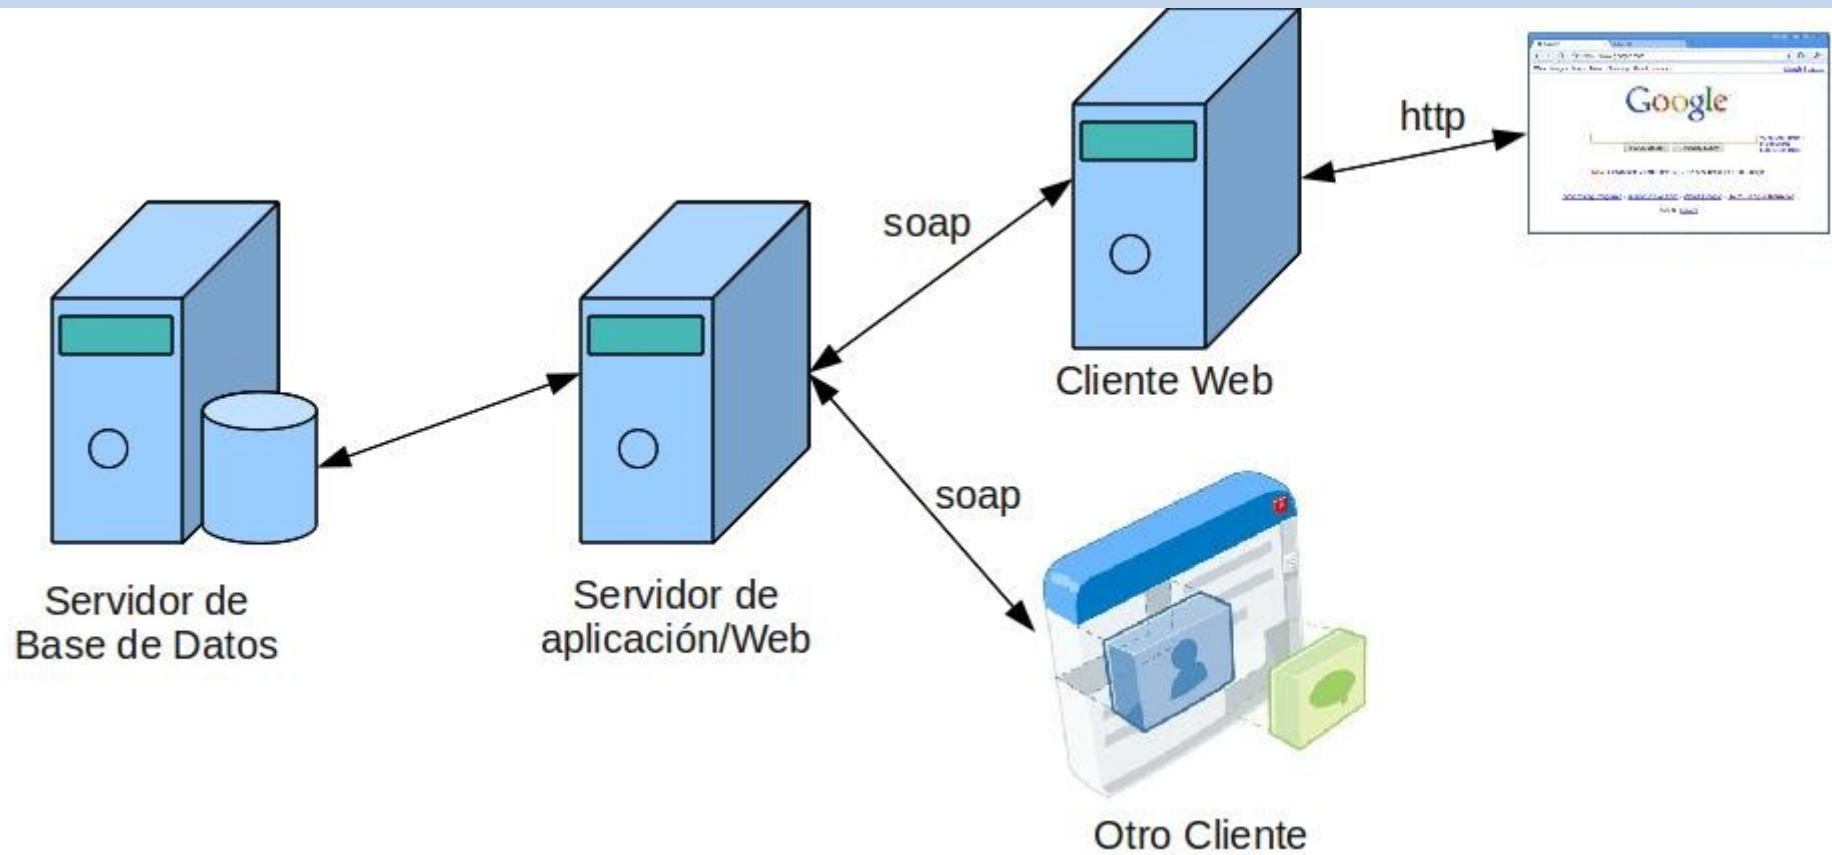 http
Google
soap
Cliente Web
soap
Servidor de
Base de Datos
Servidor de
aplicación/Web
Otro Cliente